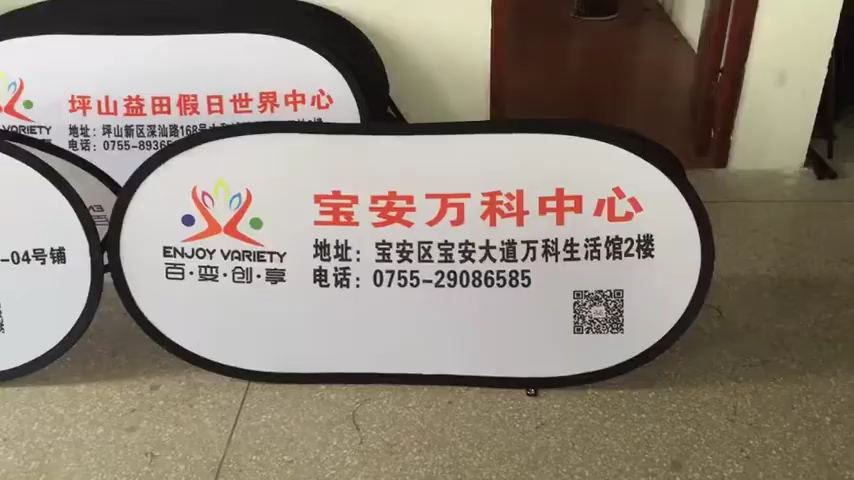 坪山益田假日世界中心
地址：坪山新区深汕路168号
电话：0755-8936
VARIETY
-04号铺
ENJOY VARIETY
百·变·创·享
宝安万科中心
地址：宝安区宝安大道万科生活馆2楼
电话：0755-29086585